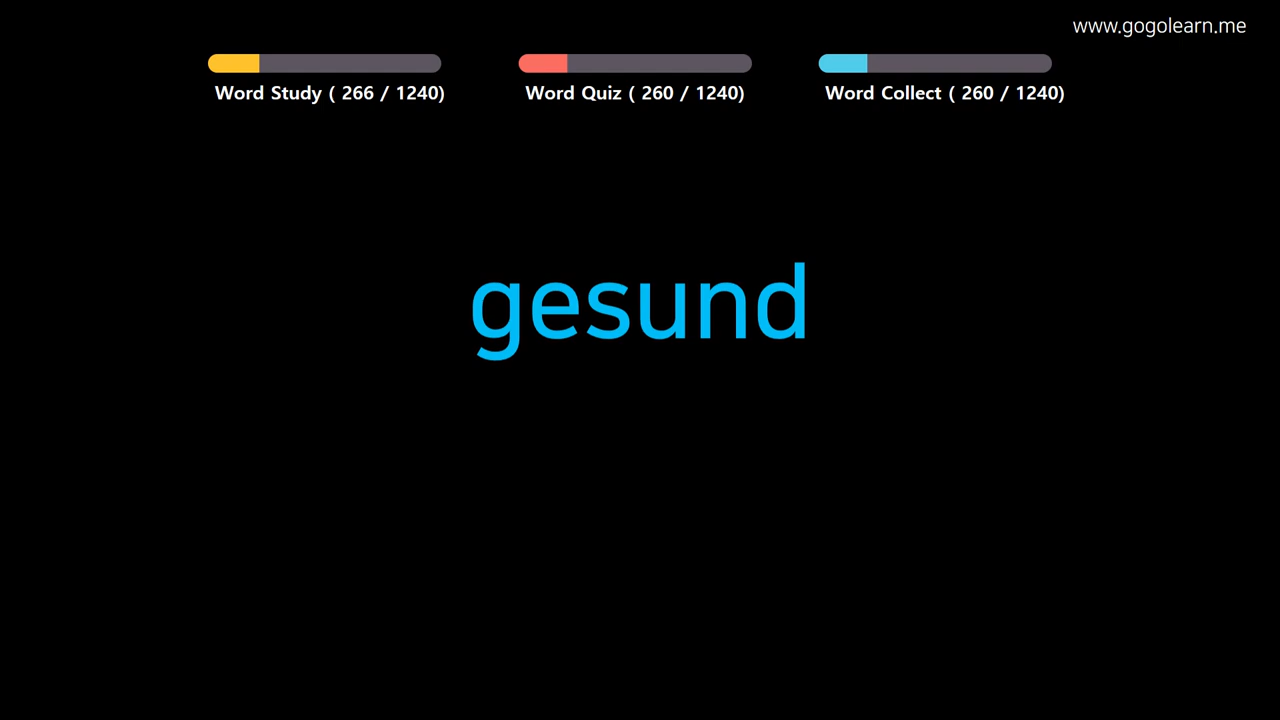 www.gogolearn.me
Word Study ( 266 / 1240)
Word Quiz ( 260 / 1240)
Word Collect ( 260 / 1240)
gesund